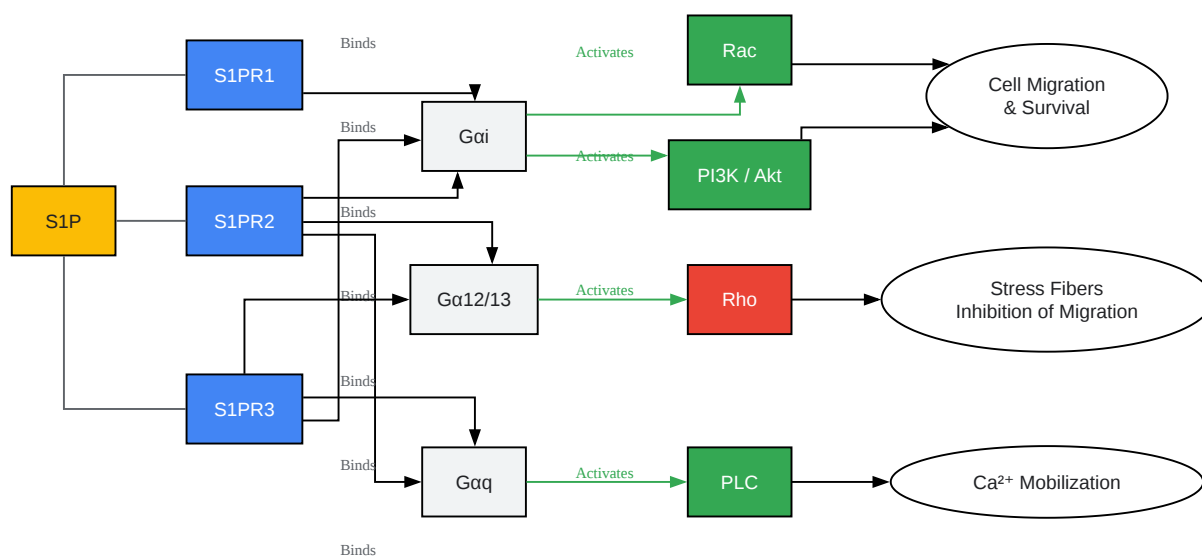 Binds
Activates
Rac
S1PR1
Cell Migration
& Survival
Binds
Gαi
Activates
PI3K / Akt
S1P
S1PR2
Binds
Binds
Gα12/13
Activates
Rho
Stress Fibers
Inhibition of Migration
Binds
S1PR3
Binds
Gαq
Activates
PLC
Ca²⁺ Mobilization
Binds